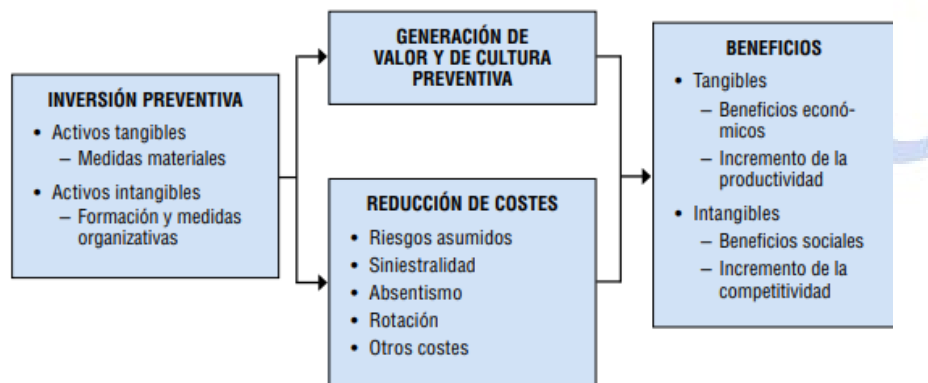 INVERSIÓN PREVENTIVA
• Activos tangibles
– Medidas materiales
• Activos intangibles
– Formación y medidas
organizativas
GENERACIÓN DE
VALOR Y DE CULTURA
PREVENTIVA
REDUCCIÓN DE COSTES
• Riesgos asumidos
• Siniestralidad
• Absentismo
• Rotación
• Otros costes
BENEFICIOS
• Tangibles
– Beneficios econó-
micos
– Incremento de la
productividad
• Intangibles
– Beneficios sociales
– Incremento de la
competitividad